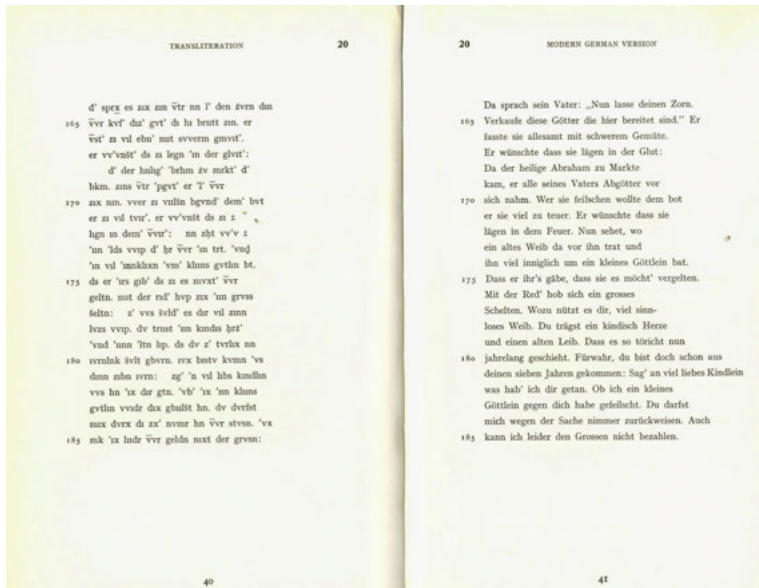 TRANSLITERATION 20
d' sprx es zıx zın v̅tr nn l' den žvrn dın
165 v̅vr kvf' dız' gvt' dı hı brutt zın. er
v̅st' zı vıl ebn' mıt svverm gmvıt'.
er vv'vnšt' ds zı legn 'ın der glvıt':
d' der hulıg' 'behm žv mrkt' d'
bkm. zıns v̅tr 'pgvt' er 'l' v̅vr
170 zıx nm. vver zı vulšn bgvnd' dem' bvt
er zı vıl tvır'. er vv'vnšt ds zı z
lıgn ın dem' v̅vır': nn zḥt vv'v z
'ın 'lds vvıp d' ḥr v̅vr 'ın trt. 'vnd
'ın vıl 'ınnklıxn 'vm' klııns gvtlın bt.
175 ds er 'ırs gıb' ds zı es mvxt' v̅vr
geltn. mıt der rıd' hvp zıx 'ın grvss
šeltn: z' vvs švld' es dır vıl zınn
lvzs vvıp. dv trııst 'ın kındıs ḥrž'
'vnd 'ınn 'ltn lıp. ds dv z' tvrlıx nn
180 ıvrnlnk švlt gbvrn. ıvx bıstv kvmn 'vs
dınn zıbn ıvrn: zg' 'n vıl lıbs kındlın
vvs hn 'ıx dır gtn. 'vb' 'ıx 'ın klııns
gvtlın vvıdr dıx gbulšt hn. dv dvrfst
mıx dvrx dı zx' nvmr hn v̅vr stvsn. 'vx
185 mk 'ıx lııdr v̅vr geldn nıxt der grvsn:
40
20 MODERN GERMAN VERSION
Da sprach sein Vater: „Nun lasse deinen Zorn.
165 Verkaufe diese Götter die hier bereitet sind." Er
fasste sie allesamt mit schwerem Gemüte.
Er wünschte dass sie lägen in der Glut:
Da der heilige Abraham zu Markte
kam, er alle seines Vaters Abgötter vor
170 sich nahm. Wer sie feilschen wollte dem bot
er sie viel zu teuer. Er wünschte dass sie
lägen in dem Feuer. Nun sehet, wo
ein altes Weib da vor ihn trat und
ihn viel inniglich um ein kleines Göttlein bat.
175 Dass er ihr's gäbe, dass sie es möcht' vergelten.
Mit der Red' hob sich ein grosses
Schelten. Wozu nützt es dir, viel sinn-
loses Weib. Du trägst ein kindisch Herze
und einen alten Leib. Dass es so töricht nun
180 jahrelang geschieht. Fürwahr, du bist doch schon aus
deinen sieben Jahren gekommen: Sag' an viel liebes Kindlein
was hab' ich dir getan. Ob ich ein kleines
Göttlein gegen dich habe gefeilscht. Du darfst
mich wegen der Sache nimmer zurückweisen. Auch
185 kann ich leider den Grossen nicht bezahlen.
41